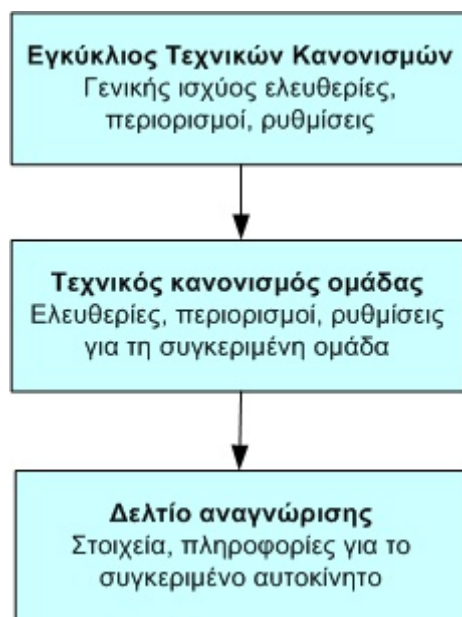 Εγκύκλιος Τεχνικών Κανονισμών
Γενικής ισχύος ελευθερίες,
περιορισμοί, ρυθμίσεις
Τεχνικός κανονισμός ομάδας
Ελευθερίες, περιορισμοί, ρυθμίσεις
για τη συγκεριμένη ομάδα
Δελτίο αναγνώρισης
Στοιχεία, πληροφορίες για το
συγκεριμένο αυτοκίνητο